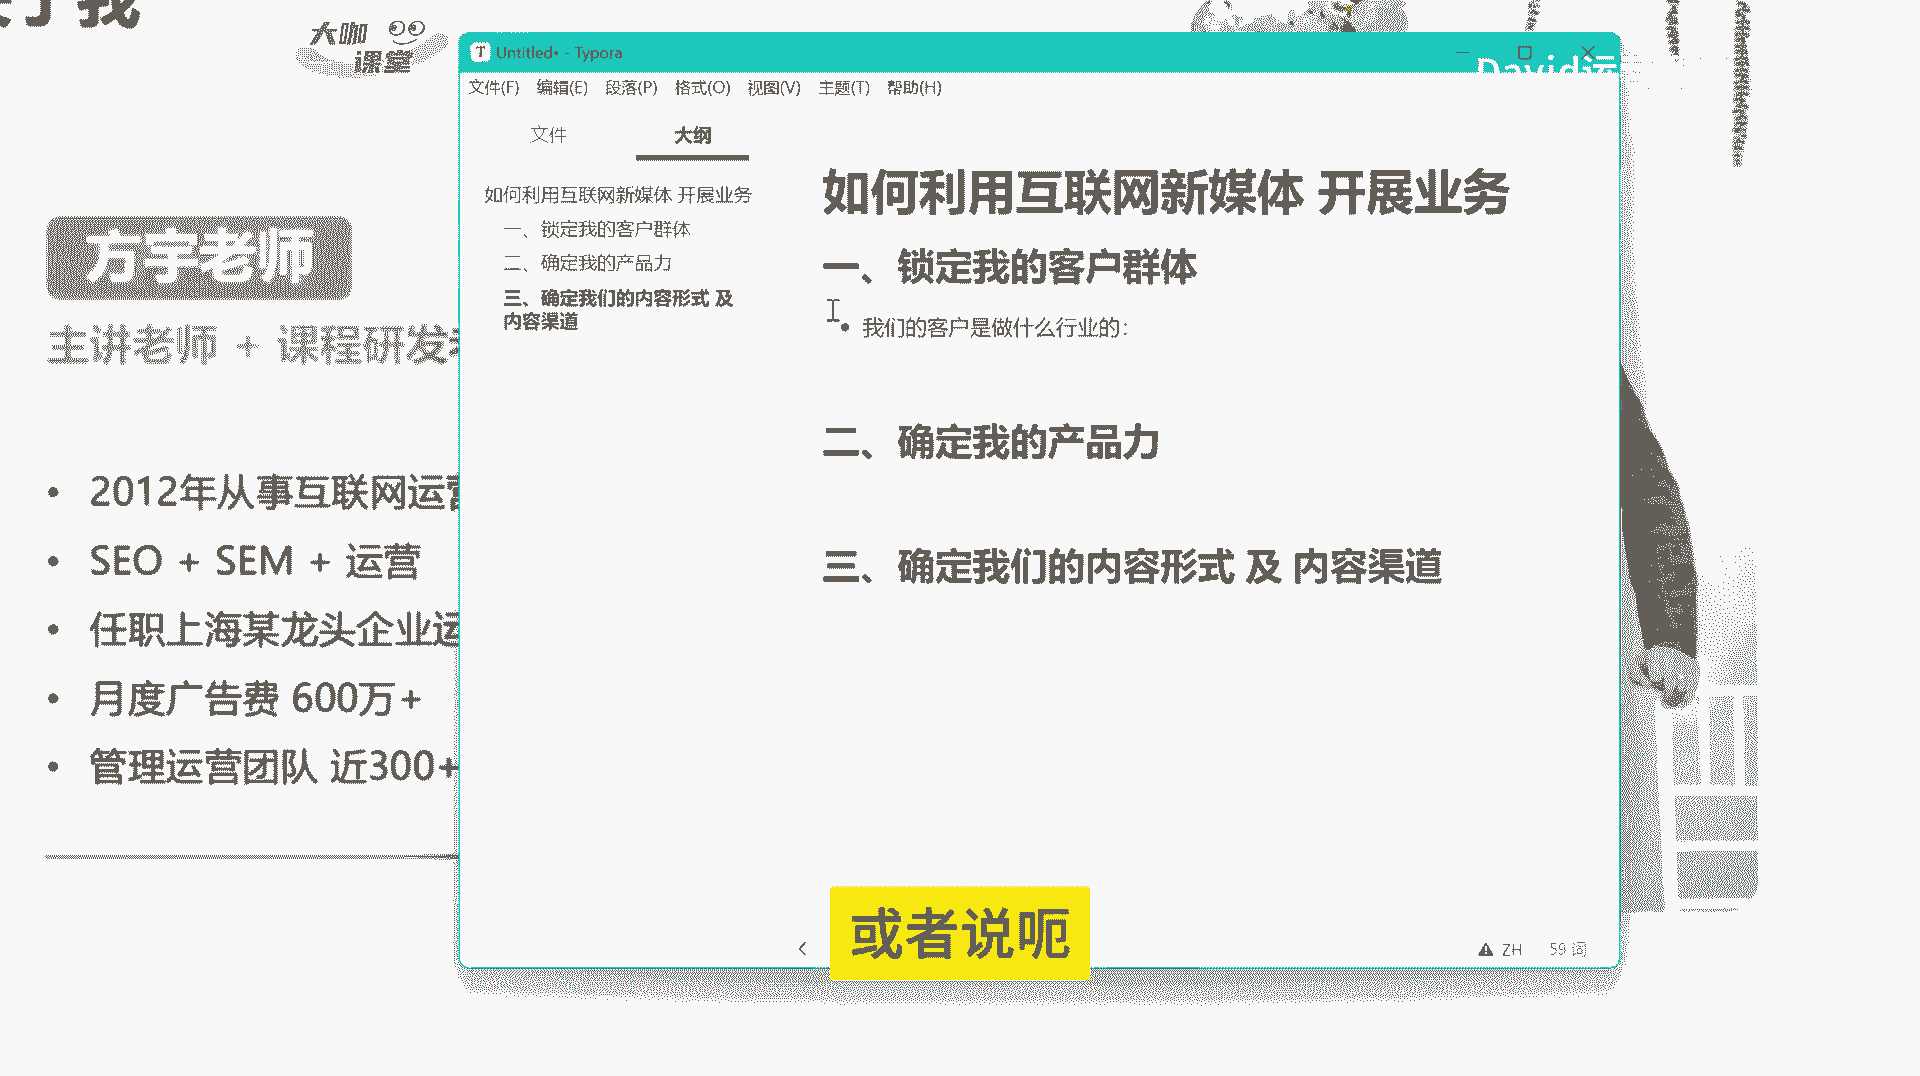 大咖
课堂
方宇老师
主讲老师 + 课程研发
• 2012年从事互联网运营
• SEO + SEM + 运营
• 任职上海某龙头企业运
• 月度广告费 600万+
• 管理运营团队 近300+
Untitled• - Typora
David运
文件(F) 编辑(E) 段落(P) 格式(O) 视图(V) 主题(T) 帮助(H)
文件 大纲
如何利用互联网新媒体 开展业务
一、锁定我的客户群体
二、确定我的产品力
三、确定我们的内容形式 及
内容渠道
如何利用互联网新媒体 开展业务
一、锁定我的客户群体
• 我们的客户是做什么行业的：
二、确定我的产品力
三、确定我们的内容形式 及 内容渠道
或者说呃
ZH 59 词